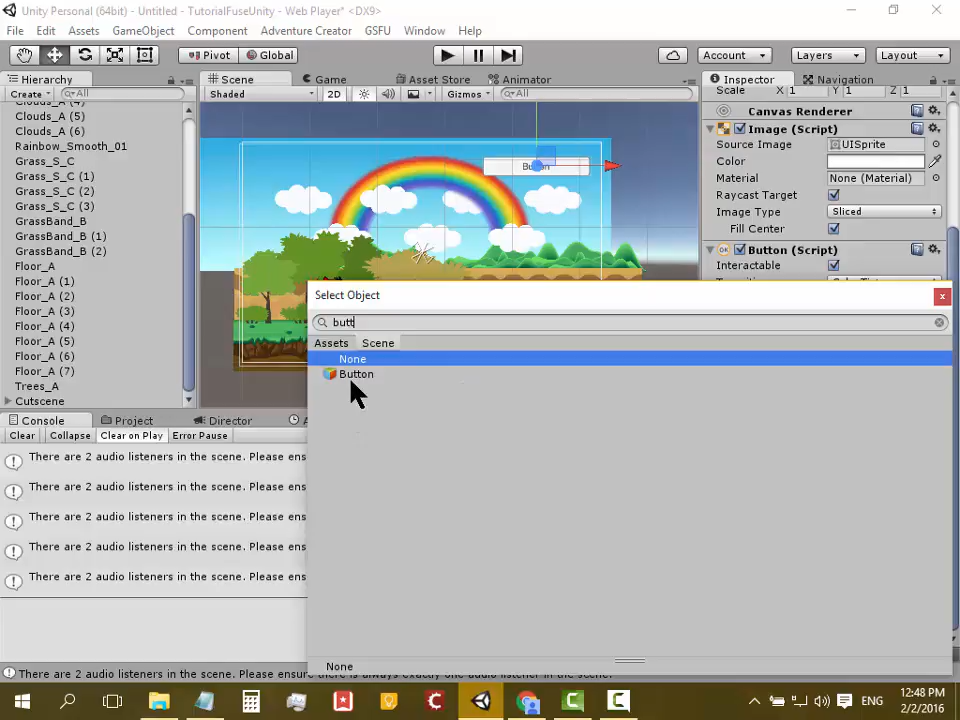 Unity Personal (64bit) - Untitled - TutorialFuseUnity - Web Player* <DX9>
File Edit Assets GameObject Component Adventure Creator GSFU Window Help
Pivot Global Account Layers Layout
Hierarchy Scene Game Asset Store Animator Inspector Navigation
Create All Shaded 2D Gizmos All Scale X 1 Y 1 Z 1
Clouds_A (4)
Clouds_A (5)
Clouds_A (6)
Rainbow_Smooth_01
Grass_S_C
Grass_S_C (1)
Grass_S_C (2)
Grass_S_C (3)
GrassBand_B
GrassBand_B (1)
GrassBand_B (2)
Floor_A
Floor_A (1)
Floor_A (2)
Floor_A (3)
Floor_A (4)
Floor_A (5)
Floor_A (6)
Floor_A (7)
Trees_A
Cutscene
Button
Canvas Renderer
Image (Script)
Source Image UISprite
Color
Material None (Material)
Raycast Target
Image Type Sliced
Fill Center
Button (Script)
Interactable
Select Object
butt
Assets Scene
None
Button
None
Console Project Director
Clear Collapse Clear on Play Error Pause
There are 2 audio listeners in the scene. Please ens
There are 2 audio listeners in the scene. Please ens
There are 2 audio listeners in the scene. Please ens
There are 2 audio listeners in the scene. Please ens
There are 2 audio listeners in the scene. Please ens
There are 2 audio listeners in the scene. Please ensure there is always exactly one audio listener in the scene.
ENG
12:48 PM
2/2/2016